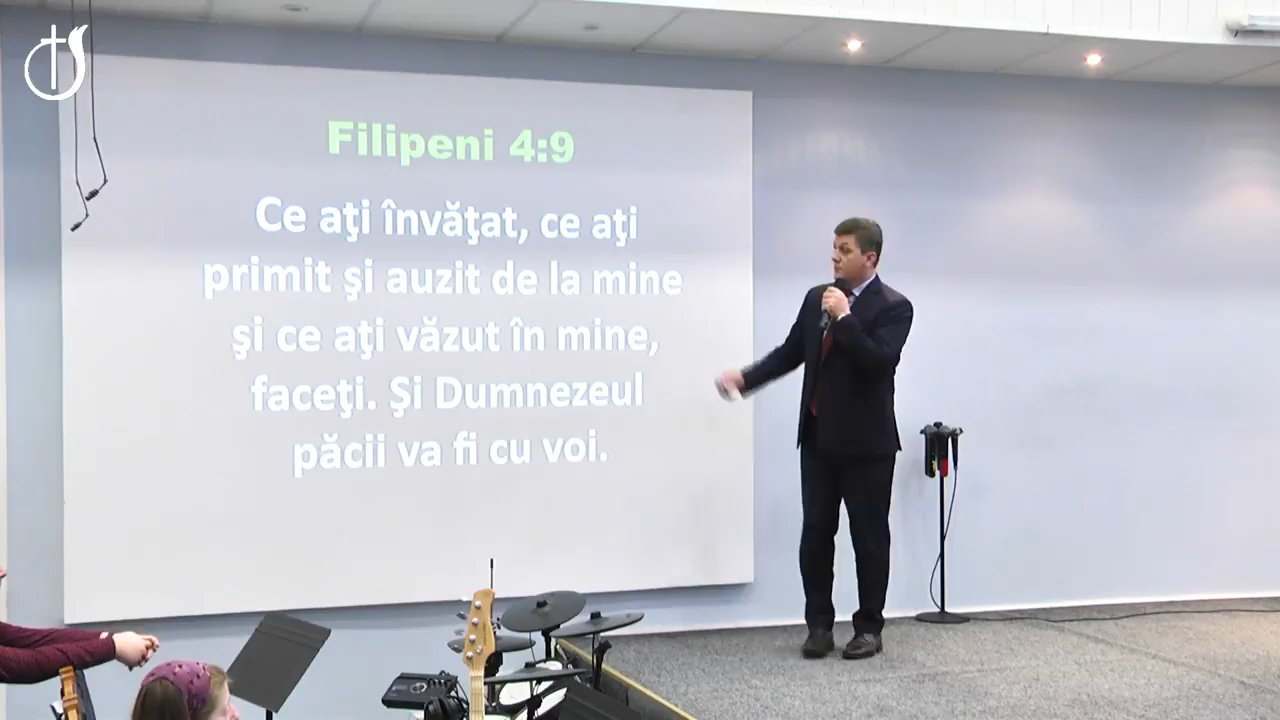 Filipeni 4:9
Ce aţi învăţat, ce aţi
primit şi auzit de la mine
şi ce aţi văzut în mine,
faceţi. Şi Dumnezeul
păcii va fi cu voi.